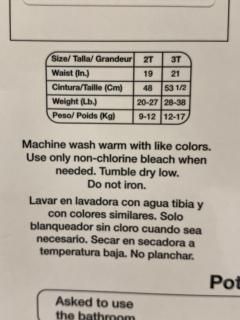 Size/ Talla/ Grandeur 2T 3T
Waist (In.) 19 21
Cintura/Taille (Cm) 48 53 1/2
Weight (Lb.) 20-27 28-38
Peso/ Poids (Kg) 9-12 12-17
Machine wash warm with like colors.
Use only non-chlorine bleach when
needed. Tumble dry low.
Do not iron.
Lavar en lavadora con agua tibia y
con colores similares. Solo
blanqueador sin cloro cuando sea
necesario. Secar en secadora a
temperatura baja. No planchar.
Pot
Asked to use
the bathroom